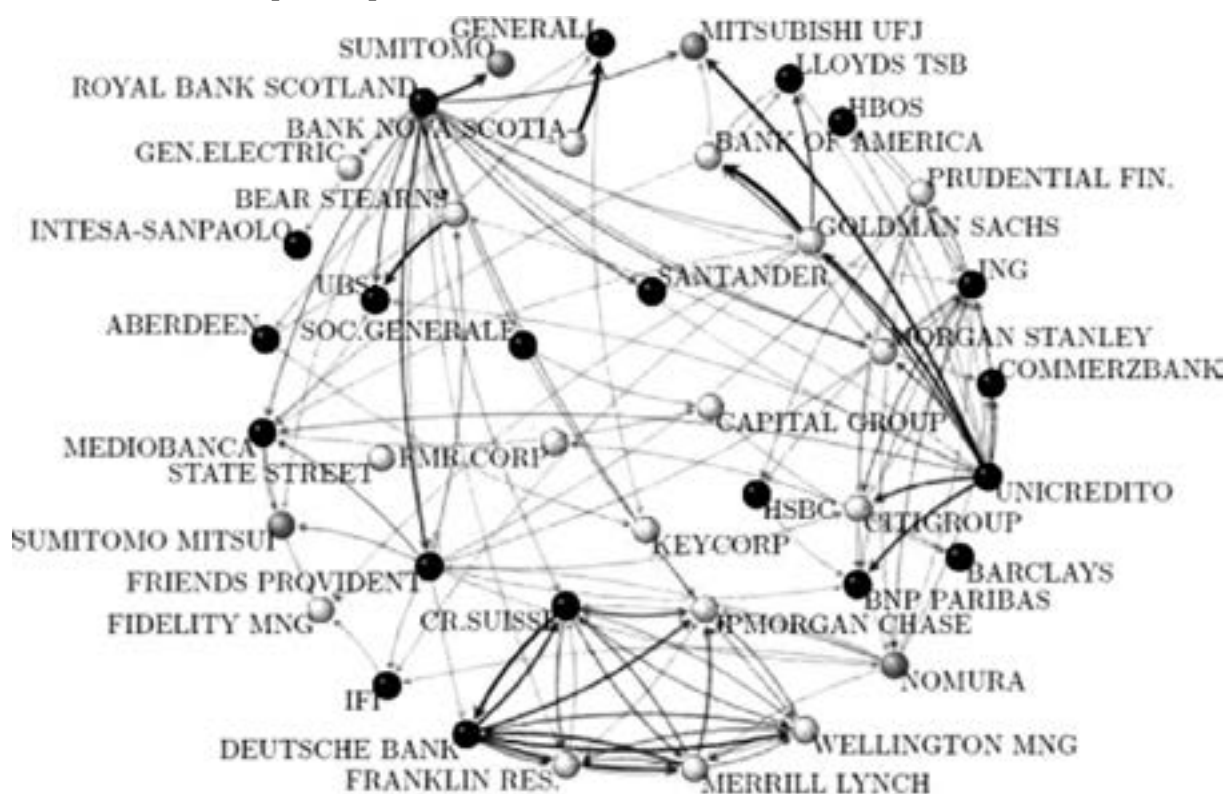 GENERALI
MITSUBISHI UFJ
SUMITOMO
LLOYDS TSB
ROYAL BANK SCOTLAND
HBOS
BANK NOVA SCOTIA
BANK OF AMERICA
GEN.ELECTRIC
PRUDENTIAL FIN.
BEAR STEARNS
GOLDMAN SACHS
INTESA-SANPAOLO
SANTANDER
ING
UBS
ABERDEEN
SOC.GENERALE
MORGAN STANLEY
COMMERZBANK
CAPITAL GROUP
MEDIOBANCA
FMR.CORP
STATE STREET
UNICREDITO
HSBC
CITIGROUP
SUMITOMO MITSUI
KEYCORP
FRIENDS PROVIDENT
BARCLAYS
BNP PARIBAS
FIDELITY MNG
CR.SUISSE
JPMORGAN CHASE
NOMURA
IFI
DEUTSCHE BANK
WELLINGTON MNG
FRANKLIN RES.
MERRILL LYNCH